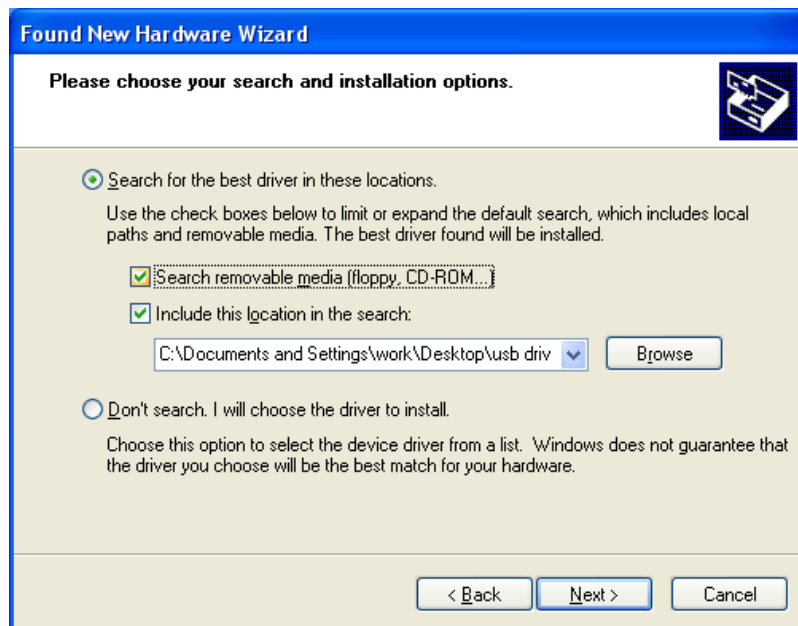 Found New Hardware Wizard
Please choose your search and installation options.
Search for the best driver in these locations.
Use the check boxes below to limit or expand the default search, which includes local
paths and removable media. The best driver found will be installed.
Search removable media (floppy, CD-ROM...)
Include this location in the search:
C:\Documents and Settings\work\Desktop\usb driv
Browse
Don't search. I will choose the driver to install.
Choose this option to select the device driver from a list. Windows does not guarantee that
the driver you choose will be the best match for your hardware.
< Back
Next >
Cancel